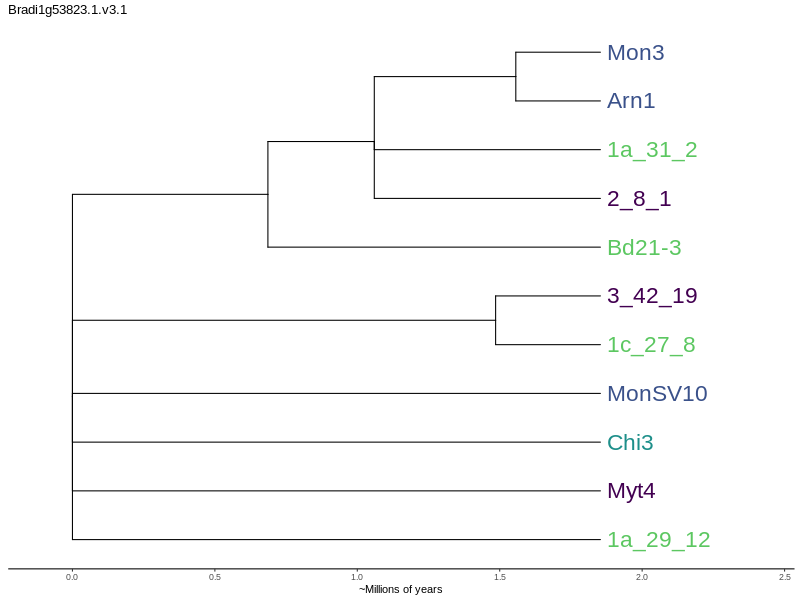 Bradi1g53823.1.v3.1
Mon3
Arn1
1a_31_2
2_8_1
Bd21-3
3_42_19
1c_27_8
MonSV10
Chi3
Myt4
1a_29_12
0.0 0.5 1.0 1.5 2.0 2.5
~Millions of years